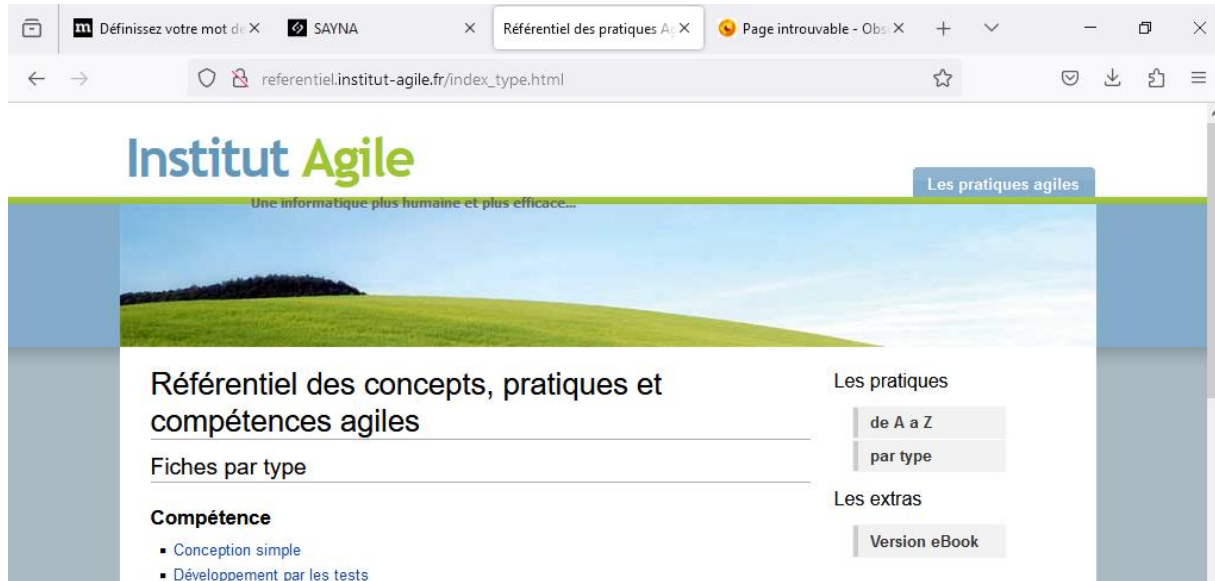 Définissez votre mot de
SAYNA
Référentiel des pratiques Ag
Page introuvable - Obs
referentiel.institut-agile.fr/index_type.html
Institut Agile
Les pratiques agiles
Une informatique plus humaine et plus efficace...
Référentiel des concepts, pratiques et
compétences agiles
Fiches par type
Compétence
Conception simple
Développement par les tests
Les pratiques
de A a Z
par type
Les extras
Version eBook